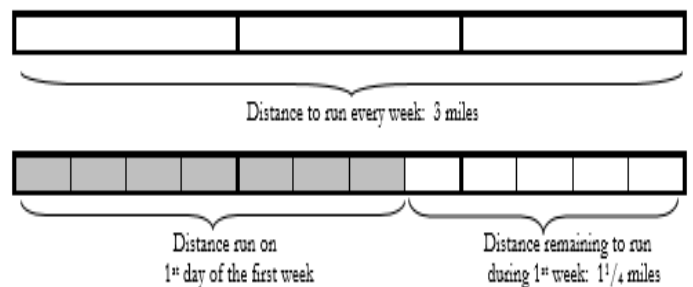 Distance to run every week: 3 miles
Distance run on
1st day of the first week
Distance remaining to run
during 1st week: 1 1/4 miles